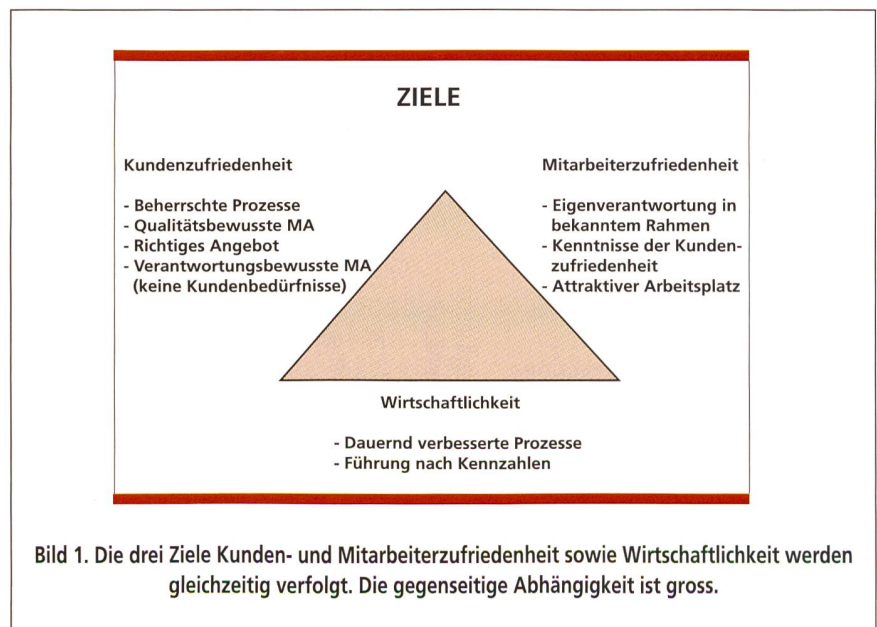 ZIELE
Kundenzufriedenheit
- Beherrschte Prozesse
- Qualitätsbewusste MA
- Richtiges Angebot
- Verantwortungsbewusste MA
(keine Kundenbedürfnisse)
Mitarbeiterzufriedenheit
- Eigenverantwortung in
bekanntem Rahmen
- Kenntnisse der Kunden-
zufriedenheit
- Attraktiver Arbeitsplatz
Wirtschaftlichkeit
- Dauernd verbesserte Prozesse
- Führung nach Kennzahlen
Bild 1. Die drei Ziele Kunden- und Mitarbeiterzufriedenheit sowie Wirtschaftlichkeit werden
gleichzeitig verfolgt. Die gegenseitige Abhängigkeit ist gross.